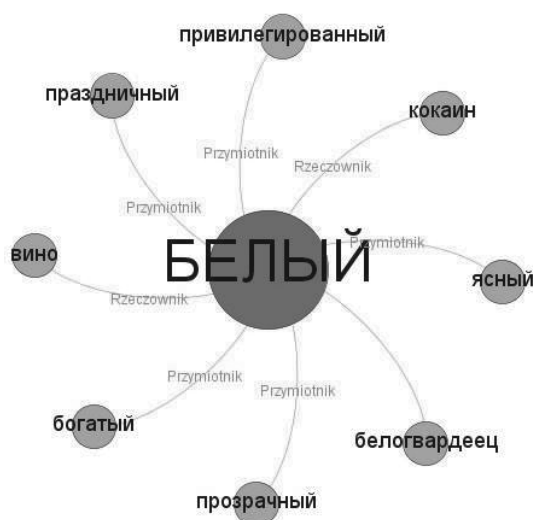 привилегированный
праздничный
кокаин
Przymiotnik
Rzeczownik
Przymiotnik
БЕЛЫЙ
Przymiotnik
вино
ясный
Rzeczownik
Przymiotnik
Przymiotnik
богатый
белогвардеец
прозрачный